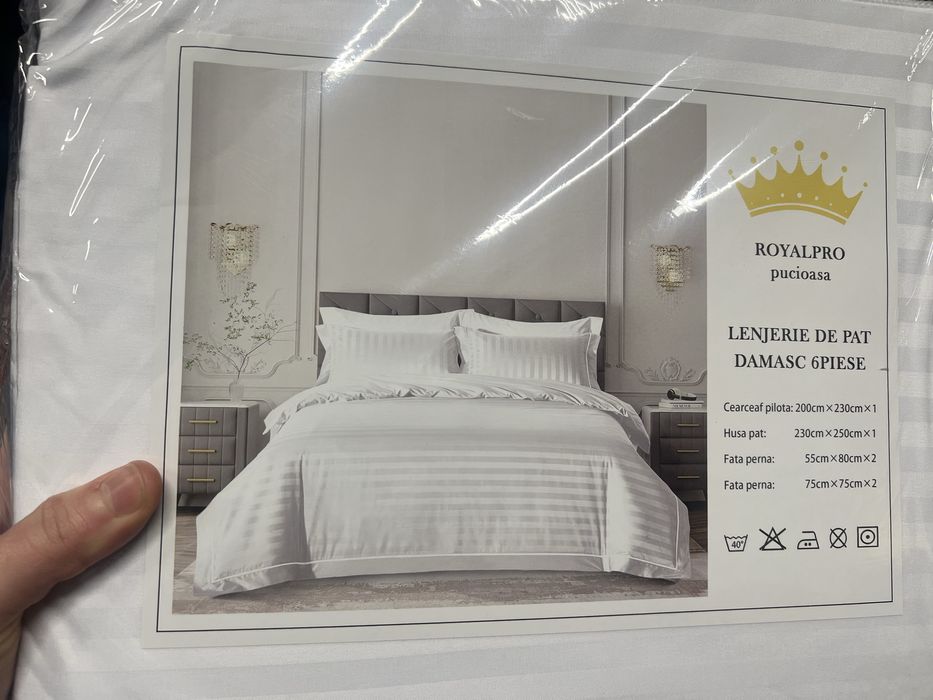 ROYALPRO
pucioasa
LENJERIE DE PAT
DAMASC 6PIESE
Cearceaf pilota: 200cm×230cm×1
Husa pat: 230cm×250cm×1
Fata perna: 55cm×80cm×2
Fata perna: 75cm×75cm×2
40°